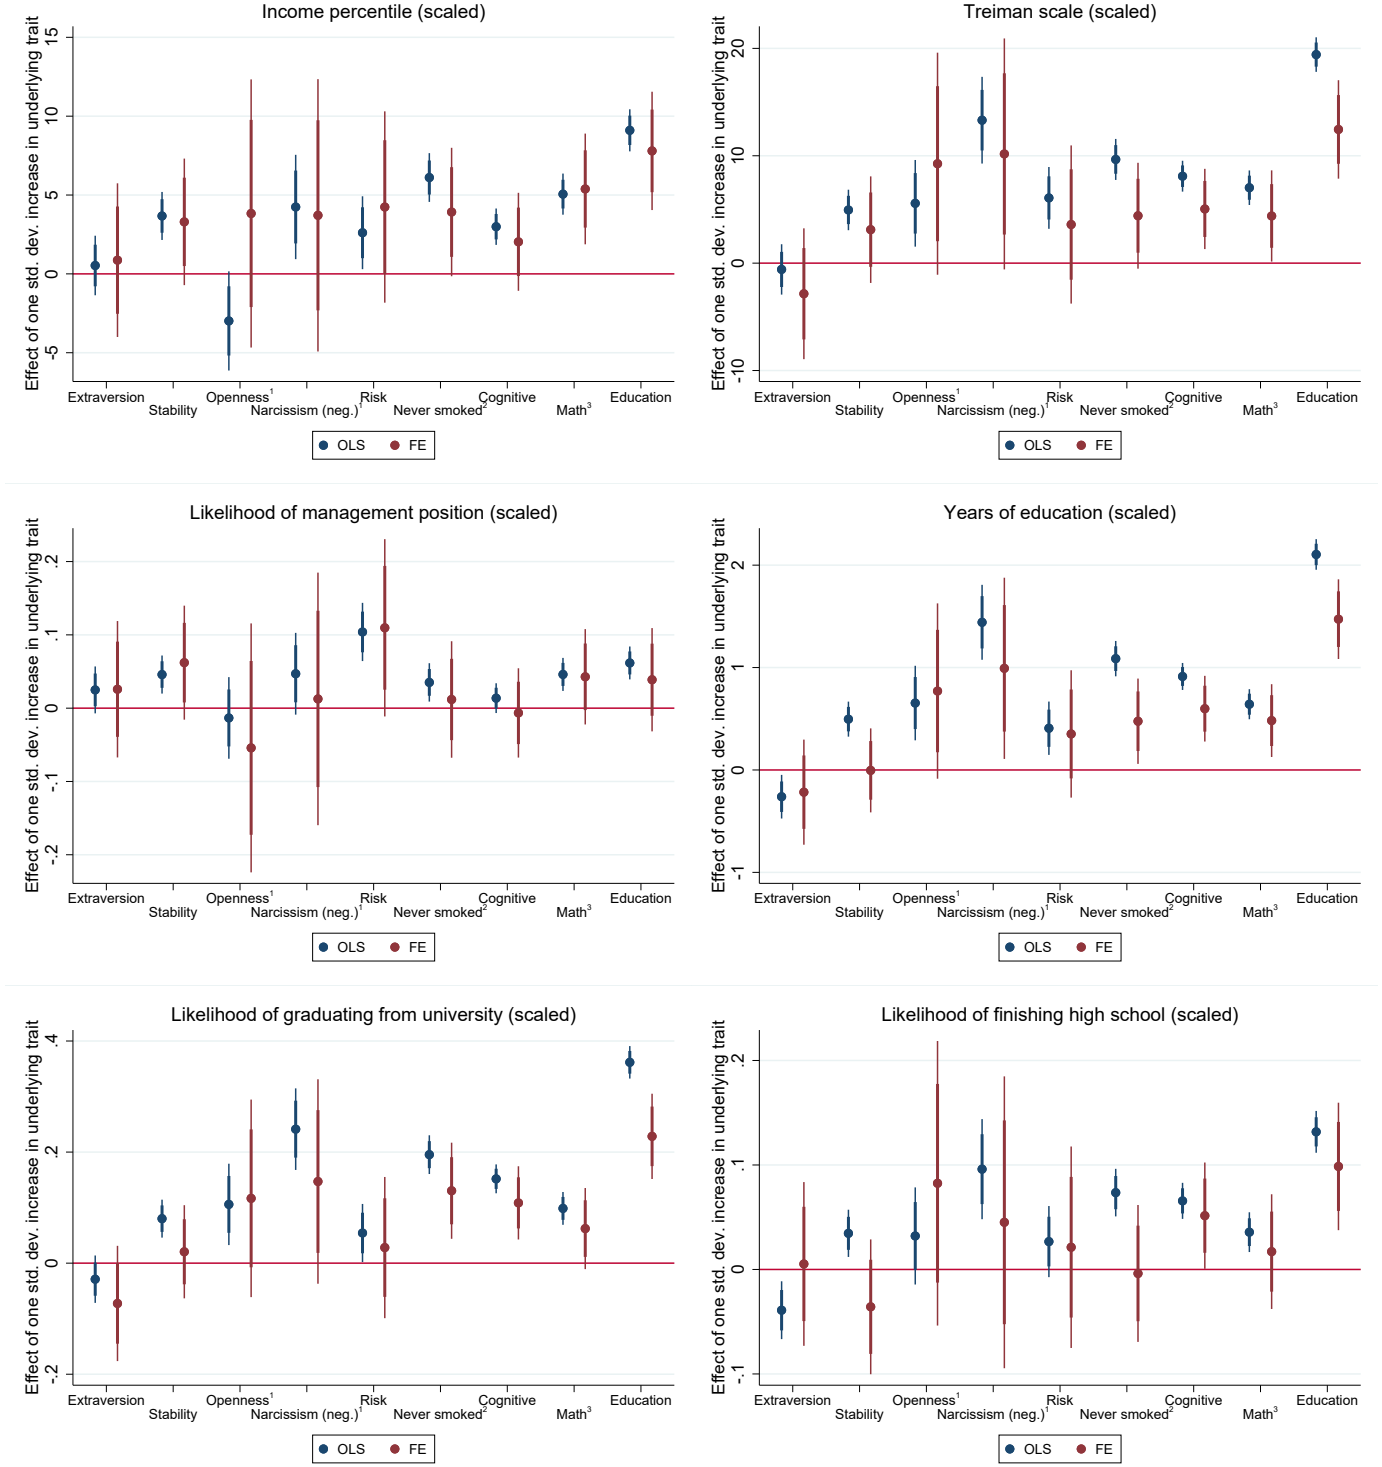 Income percentile (scaled)
Effect of one std. dev. increase in underlying trait
15
10
5
0
-5
Extraversion
Stability
Openness¹
Narcissism (neg.)¹
Risk
Never smoked²
Cognitive
Math³
Education
OLS FE
Treiman scale (scaled)
Effect of one std. dev. increase in underlying trait
20
10
0
-10
Extraversion
Stability
Openness¹
Narcissism (neg.)¹
Risk
Never smoked²
Cognitive
Math³
Education
OLS FE
Likelihood of management position (scaled)
Effect of one std. dev. increase in underlying trait
.2
.1
0
-.1
-.2
Extraversion
Stability
Openness¹
Narcissism (neg.)¹
Risk
Never smoked²
Cognitive
Math³
Education
OLS FE
Years of education (scaled)
Effect of one std. dev. increase in underlying trait
2
1
0
-1
Extraversion
Stability
Openness¹
Narcissism (neg.)¹
Risk
Never smoked²
Cognitive
Math³
Education
OLS FE
Likelihood of graduating from university (scaled)
Effect of one std. dev. increase in underlying trait
.4
.2
0
-.2
Extraversion
Stability
Openness¹
Narcissism (neg.)¹
Risk
Never smoked²
Cognitive
Math³
Education
OLS FE
Likelihood of finishing high school (scaled)
Effect of one std. dev. increase in underlying trait
.2
.1
0
-.1
Extraversion
Stability
Openness¹
Narcissism (neg.)¹
Risk
Never smoked²
Cognitive
Math³
Education
OLS FE